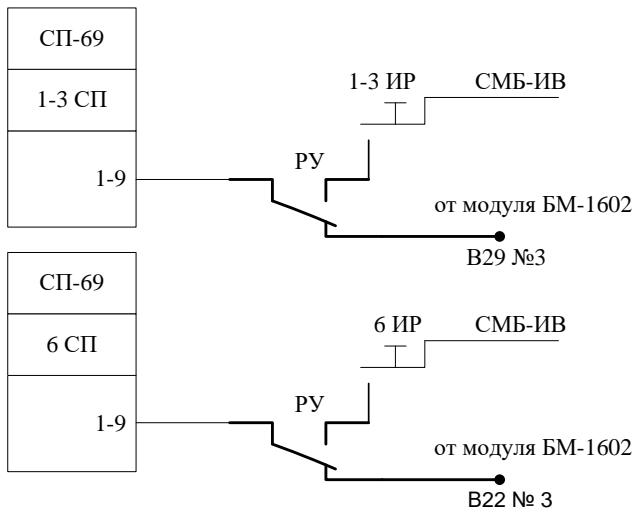 СП-69
1-3 СП
1-9
1-3 ИР
СМБ-ИВ
РУ
от модуля БМ-1602
В29 №3
СП-69
6 СП
1-9
6 ИР
СМБ-ИВ
РУ
от модуля БМ-1602
В22 № 3